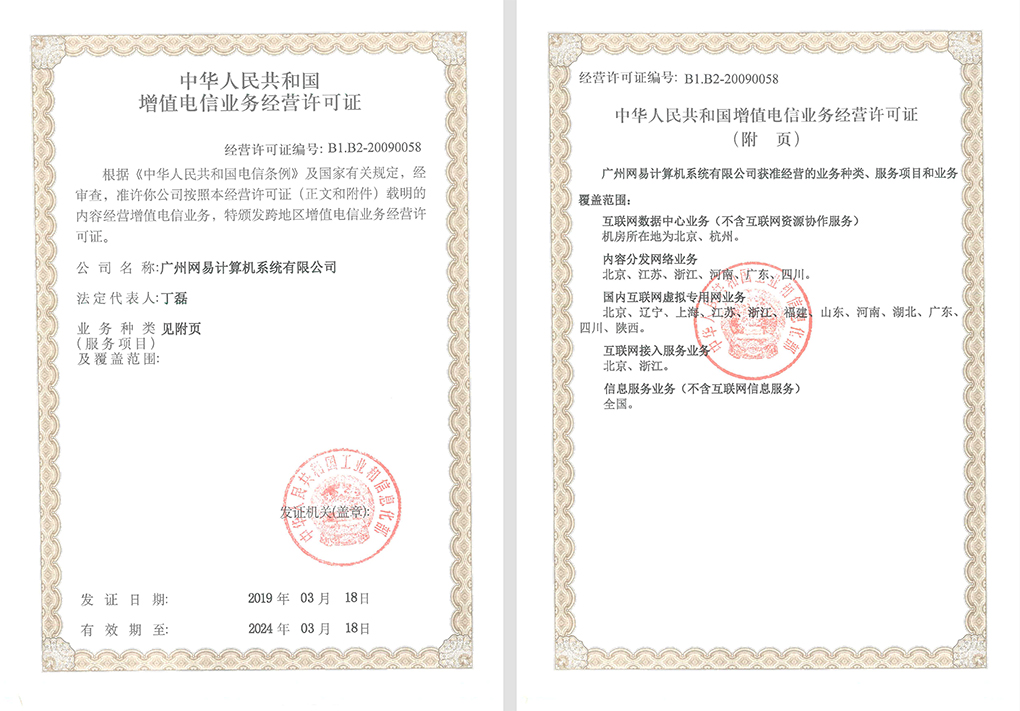 中华人民共和国
增值电信业务经营许可证
经营许可证编号: B1.B2-20090058
根据《中华人民共和国电信条例》及国家有关规定，经
审查，准许你公司按照本经营许可证（正文和附件）载明的
内容经营增值电信业务，特颁发跨地区增值电信业务经营许
可证。
公 司 名 称:广州网易计算机系统有限公司
法定代表人:丁磊
业 务 种 类 见附页
(服务项目)
及覆盖范围:
中华人民共和国工业和信息化部
发证机关(盖章):
发 证 日 期: 2019 年 03 月 18日
有 效 期 至: 2024 年 03 月 18日
经营许可证编号: B1.B2-20090058
中华人民共和国增值电信业务经营许可证
（附 页）
广州网易计算机系统有限公司获准经营的业务种类、服务项目和业务
覆盖范围：
互联网数据中心业务（不含互联网资源协作服务）
机房所在地为北京、杭州。
内容分发网络业务
北京、江苏、浙江、河南、广东、四川。
国内互联网虚拟专用网业务
北京、辽宁、上海、江苏、浙江、福建、山东、河南、湖北、广东、
四川、陕西。
互联网接入服务业务
北京、浙江。
信息服务业务（不含互联网信息服务）
全国。
中华人民共和国工业和信息化部